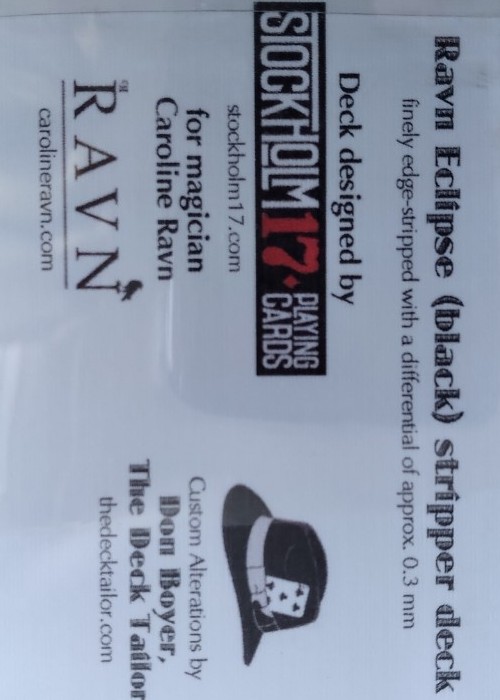 Ravn Eclipse (black) stripper deck
finely edge-stripped with a differential of approx. 0.3 mm
Deck designed by
STOCKHOLM 17 PLAYING CARDS
stockholm17.com
for magician
Caroline Ravn
RAVN
carolineravn.com
Custom Alterations by
Don Boyer,
The Deck Tailor
thedecktailor.com